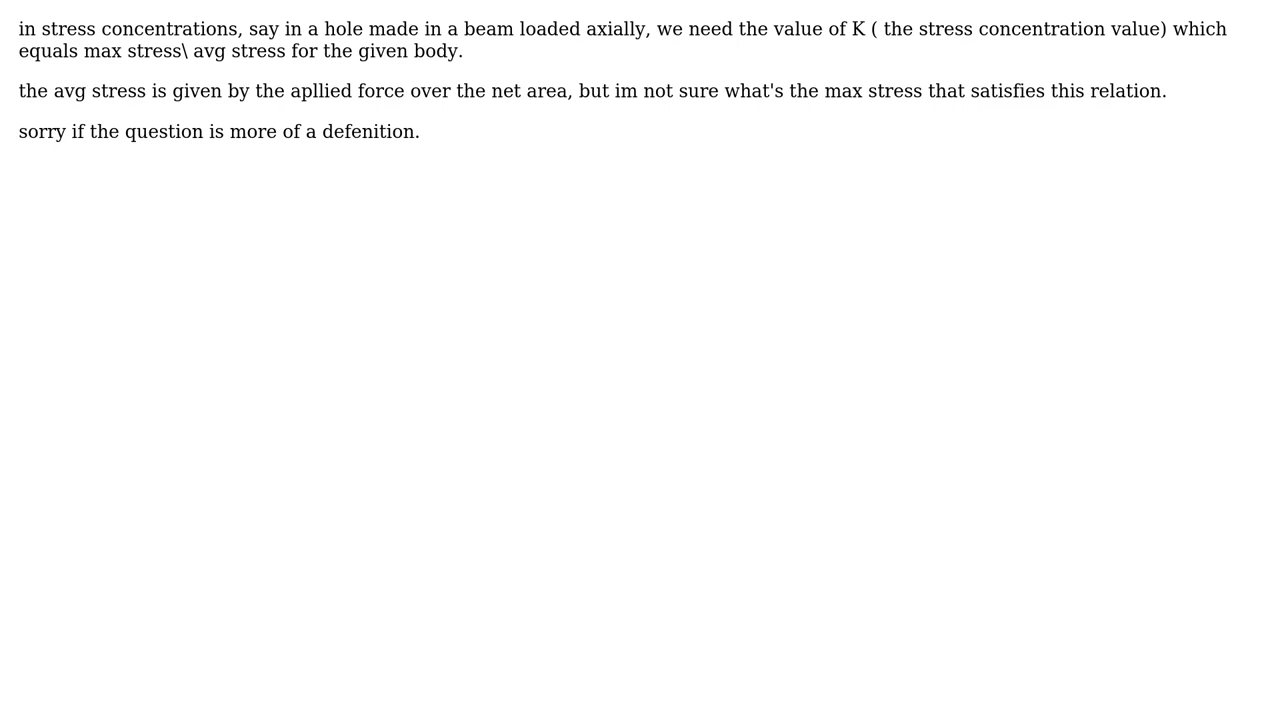 in stress concentrations, say in a hole made in a beam loaded axially, we need the value of K ( the stress concentration value) which
equals max stress\ avg stress for the given body.
the avg stress is given by the apllied force over the net area, but im not sure what's the max stress that satisfies this relation.
sorry if the question is more of a defenition.